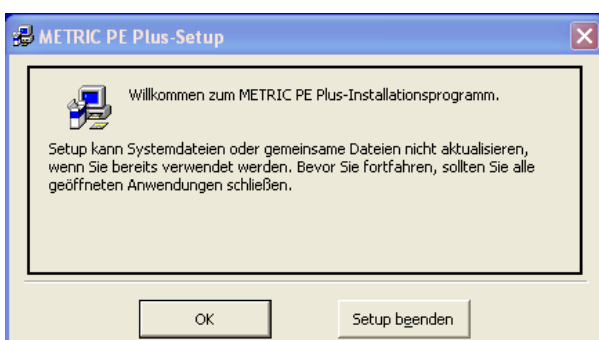 METRIC PE Plus-Setup
Willkommen zum METRIC PE Plus-Installationsprogramm.
Setup kann Systemdateien oder gemeinsame Dateien nicht aktualisieren,
wenn Sie bereits verwendet werden. Bevor Sie fortfahren, sollten Sie alle
geöffneten Anwendungen schließen.
OK
Setup beenden